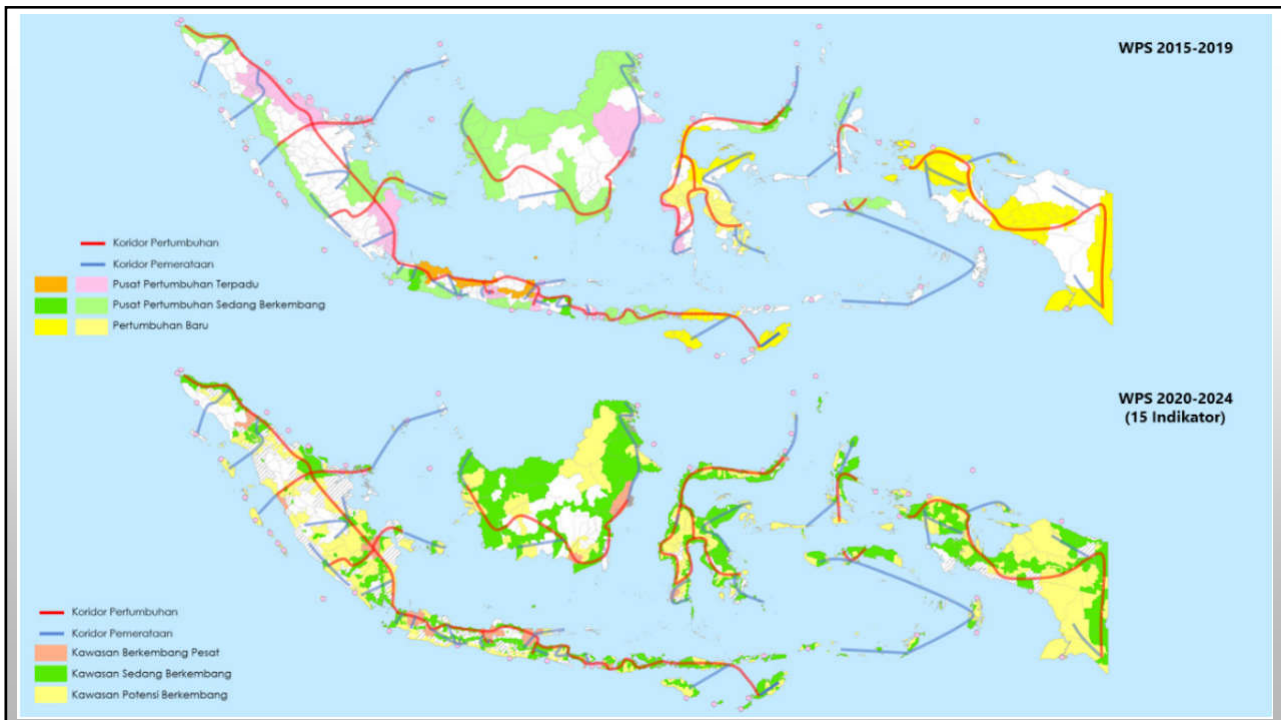 WPS 2015-2019
Koridor Pertumbuhan
Koridor Pemerataan
Pusat Pertumbuhan Terpadu
Pusat Pertumbuhan Sedang Berkembang
Pertumbuhan Baru
WPS 2020-2024
(15 Indikator)
Koridor Pertumbuhan
Koridor Pemerataan
Kawasan Berkembang Pesat
Kawasan Sedang Berkembang
Kawasan Potensi Berkembang